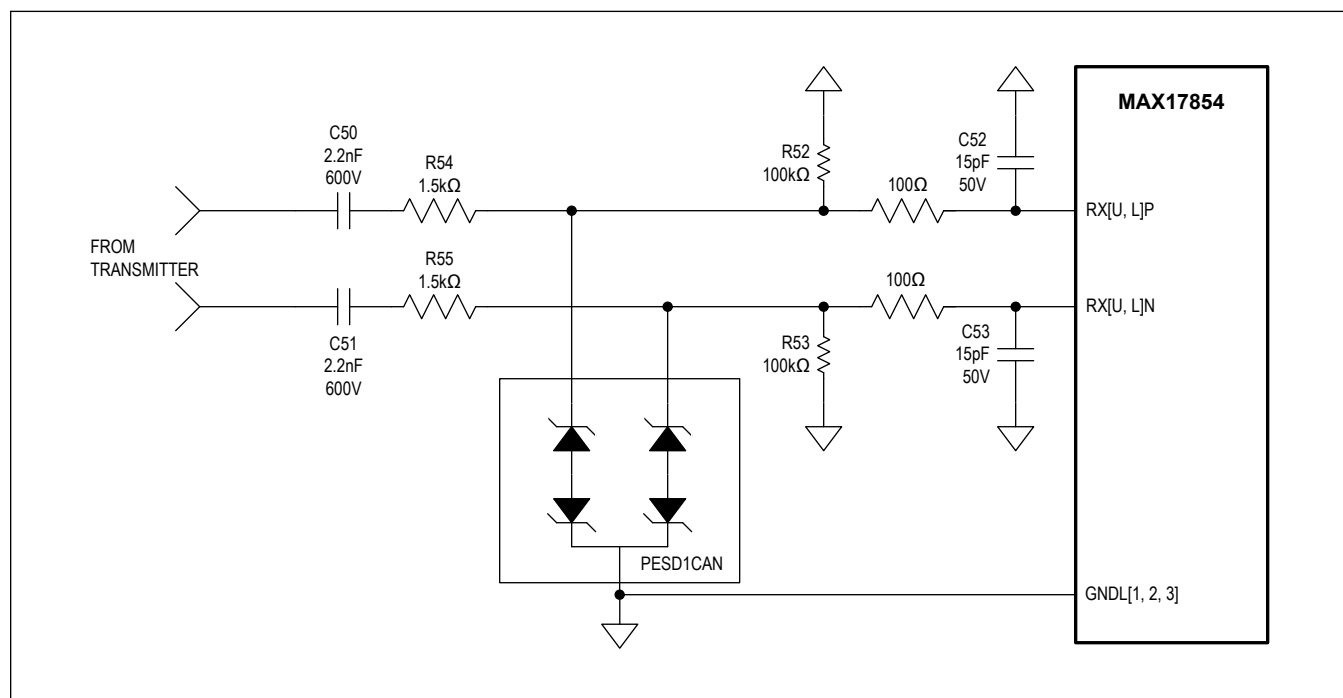 MAX17854
C50
2.2nF
600V
R54
1.5kΩ
R52
100kΩ
100Ω
C52
15pF
50V
RX[U, L]P
FROM
TRANSMITTER
R55
1.5kΩ
100Ω
RX[U, L]N
C51
2.2nF
600V
R53
100kΩ
C53
15pF
50V
PESD1CAN
GNDL[1, 2, 3]